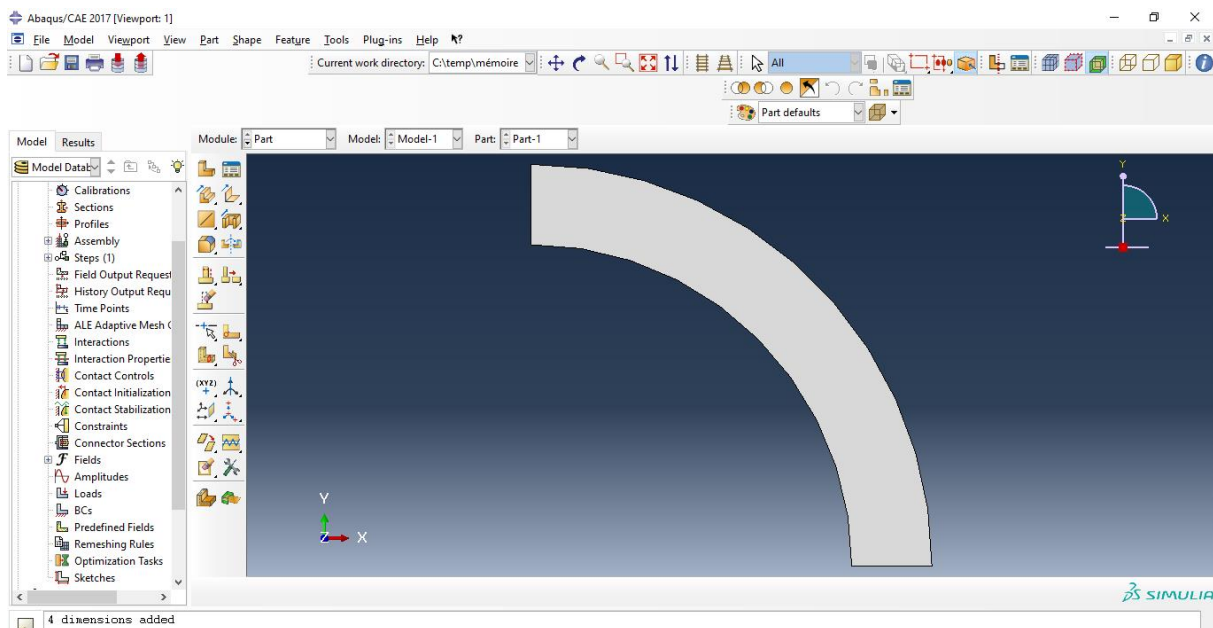 Abaqus/CAE 2017 [Viewport: 1]
File Model Viewport View Part Shape Feature Tools Plug-ins Help
Current work directory: C:\temp\mémoire All
Part defaults
Model Results Module: Part Model: Model-1 Part: Part-1
Model Datab
Calibrations
Sections
Profiles
Assembly
Steps (1)
Field Output Request
History Output Requ
Time Points
ALE Adaptive Mesh C
Interactions
Interaction Propertie
Contact Controls
Contact Initialization
Contact Stabilization
Constraints
Connector Sections
Fields
Amplitudes
Loads
BCs
Predefined Fields
Remeshing Rules
Optimization Tasks
Sketches
(XYZ)
Y
Z X
Y
Z X
SIMULIA
4 dimensions added